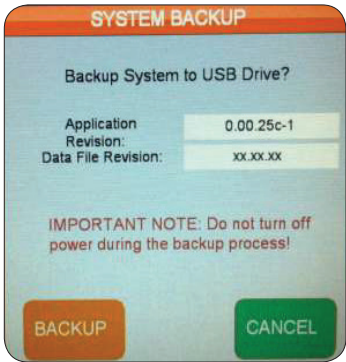 SYSTEM BACKUP
Backup System to USB Drive?
Application
Revision:
0.00.25c-1
Data File Revision:
xx.xx.xx
IMPORTANT NOTE: Do not turn off
power during the backup process!
BACKUP
CANCEL